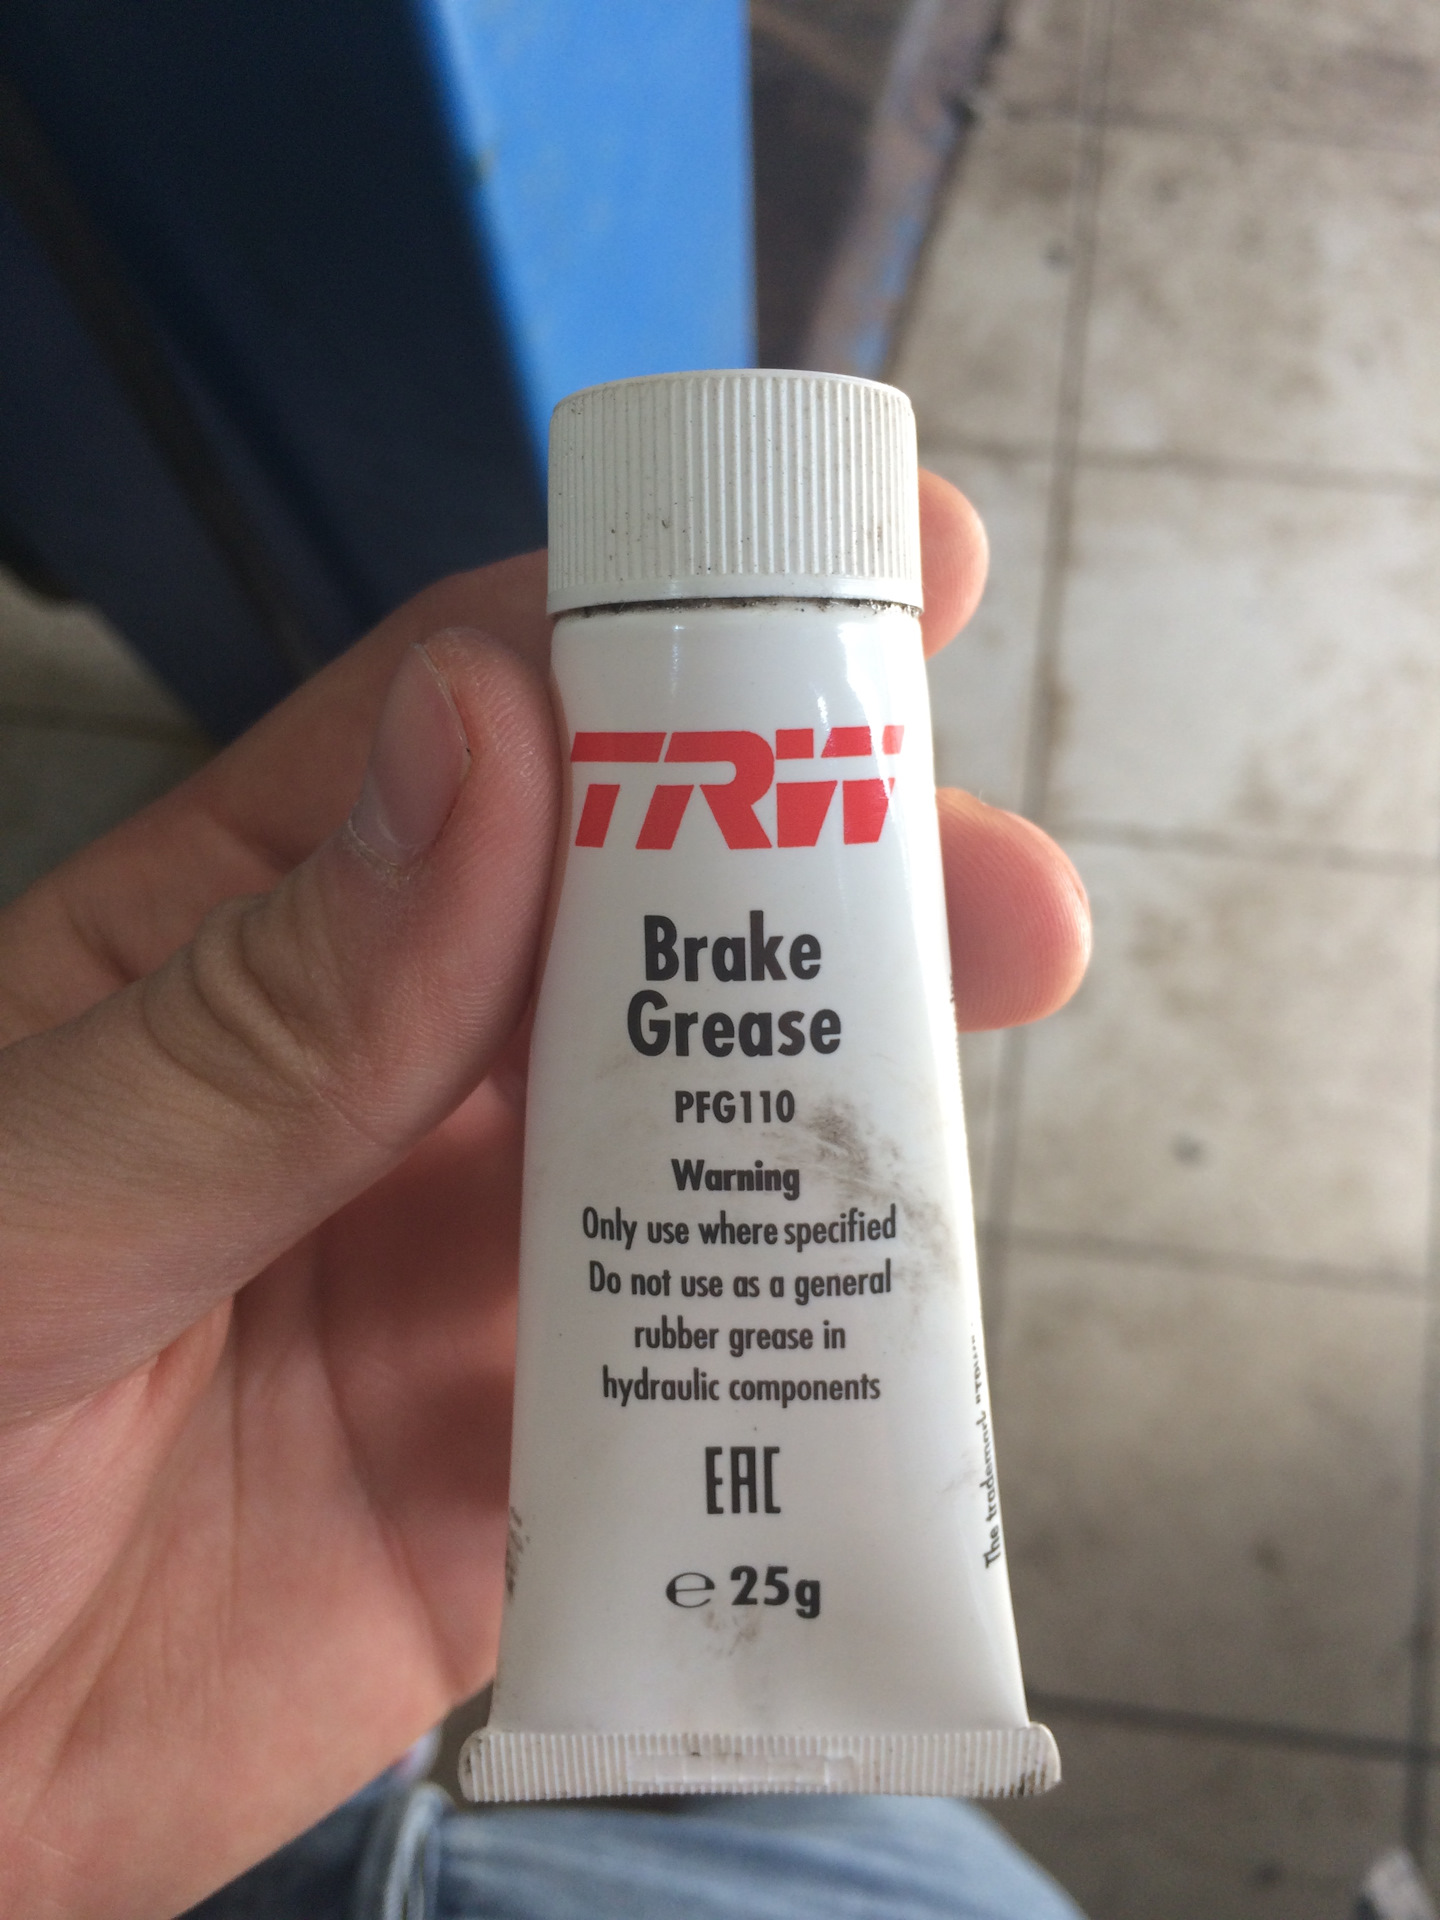 TRW
Brake
Grease
PFG110
Warning
Only use where specified
Do not use as a general
rubber grease in
hydraulic components
EAC
e 25g
The trademark